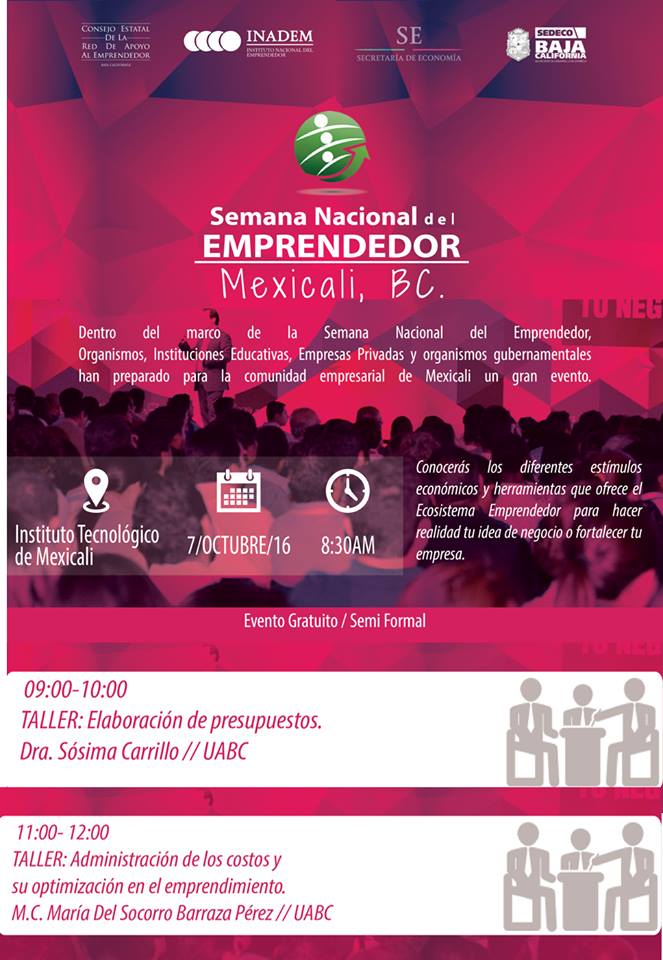 CONSEJO ESTATAL
DE LA
RED DE APOYO
AL EMPRENDEDOR
BAJA CALIFORNIA
INADEM
INSTITUTO NACIONAL DEL
EMPRENDEDOR
SE
SECRETARÍA DE ECONOMÍA
SEDECO
BAJA
CALIFORNIA
Semana Nacional del
EMPRENDEDOR
Mexicali, BC.
TU NEG
Dentro del marco de la Semana Nacional del Emprendedor,
Organismos, Instituciones Educativas, Empresas Privadas y organismos gubernamentales
han preparado para la comunidad empresarial de Mexicali un gran evento.
Conocerás los diferentes estímulos
económicos y herramientas que ofrece el
Ecosistema Emprendedor para hacer
realidad tu idea de negocio o fortalecer tu
empresa.
Instituto Tecnológico
de Mexicali
7/OCTUBRE/16
8:30AM
Evento Gratuito / Semi Formal
TU NEG
09:00-10:00
TALLER: Elaboración de presupuestos.
Dra. Sósima Carrillo // UABC
11:00- 12:00
TALLER: Administración de los costos y
su optimización en el emprendimiento.
M.C. María Del Socorro Barraza Pérez // UABC